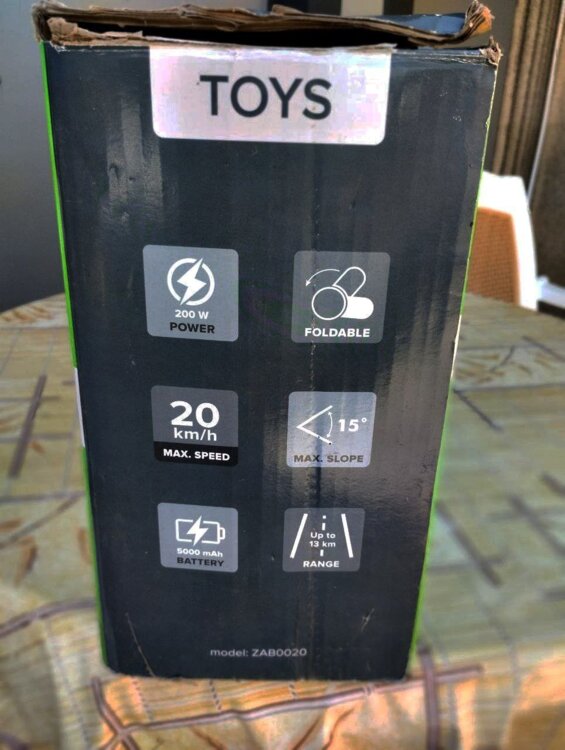 TOYS
200 W
POWER
FOLDABLE
20
km/h
MAX. SPEED
15°
MAX. SLOPE
5000 mAh
BATTERY
Up to
13 km
RANGE
model: ZAB0020